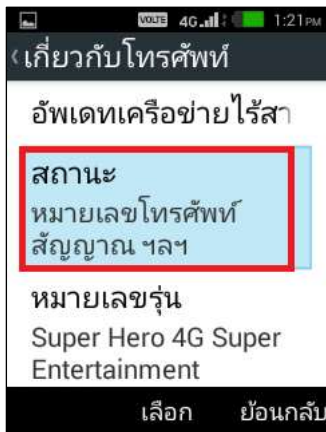 VOLTE 4G 1:21PM
เกี่ยวกับโทรศัพท์
อัพเดทเครือข่ายไร้สา
สถานะ
หมายเลขโทรศัพท์
สัญญาณ ฯลฯ
หมายเลขรุ่น
Super Hero 4G Super
Entertainment
เลือก ย้อนกลับ